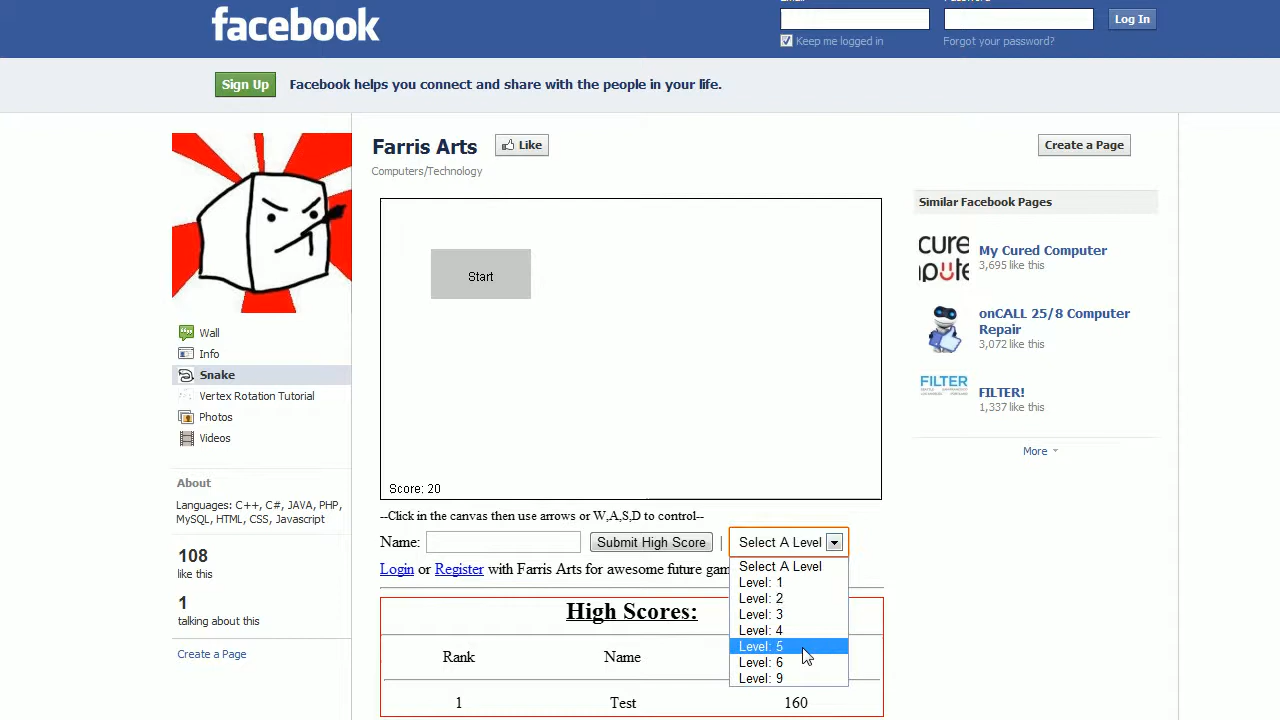 facebook
Log In
Keep me logged in
Forgot your password?
Sign Up
Facebook helps you connect and share with the people in your life.
Farris Arts
Like
Create a Page
Computers/Technology
Similar Facebook Pages
My Cured Computer
3,695 like this
onCALL 25/8 Computer
Repair
3,072 like this
FILTER
FILTER!
1,337 like this
More
Start
Score: 20
Wall
Info
Snake
Vertex Rotation Tutorial
Photos
Videos
About
Languages: C++, C#, JAVA, PHP,
MySQL, HTML, CSS, Javascript
108
like this
1
talking about this
Create a Page
--Click in the canvas then use arrows or W,A,S,D to control--
Name:
Submit High Score
|
Select A Level
Select A Level
Level: 1
Level: 2
Level: 3
Level: 4
Level: 5
Level: 6
Level: 9
Login or Register with Farris Arts for awesome future
High Scores:
Rank
Name
1
Test
160